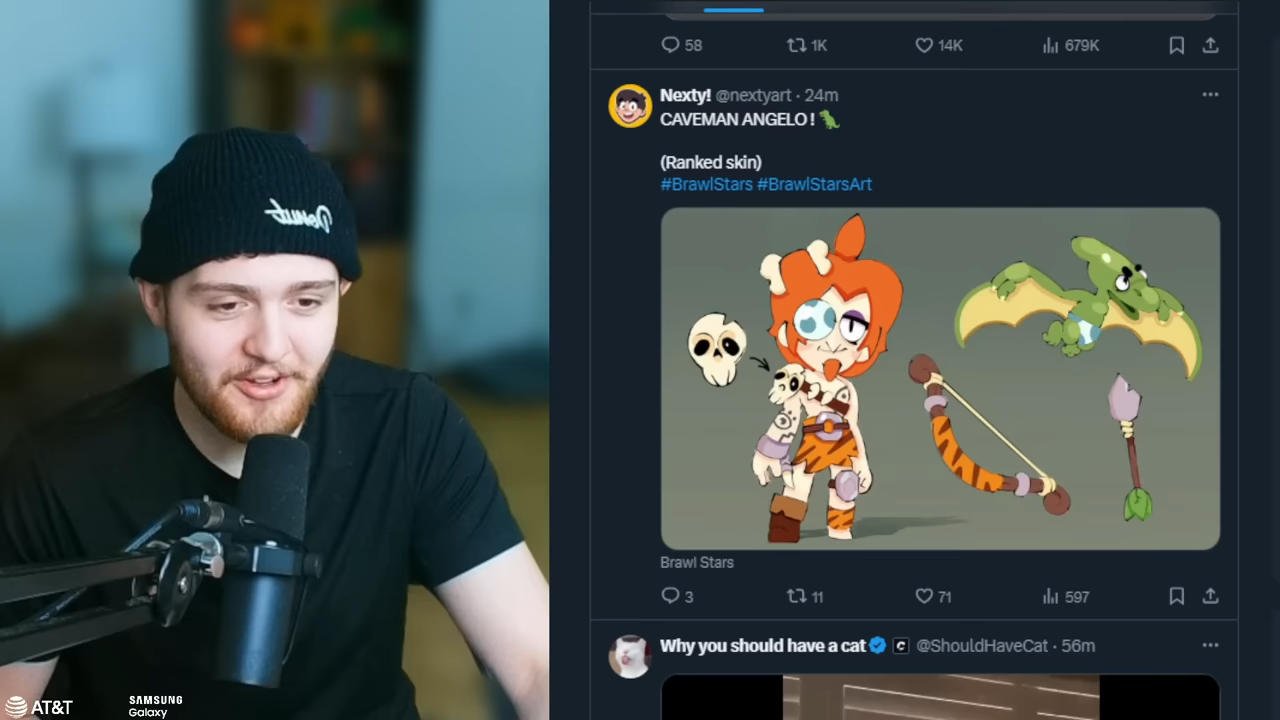 Demut
AT&T
SAMSUNG
Galaxy
58
1K
14K
679K
Nexty! @nextyart · 24m
CAVEMAN ANGELO!
(Ranked skin)
#BrawlStars #BrawlStarsArt
Brawl Stars
3
11
71
597
Why you should have a cat C @ShouldHaveCat · 56m